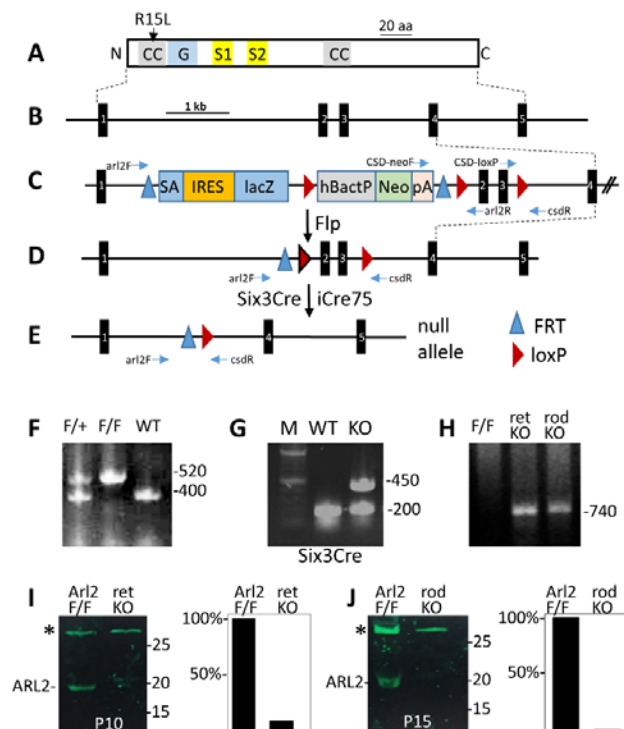 R15L
20 aa
A N CC G S1 S2 CC C
1 kb
B 1 2 3 4 5
arl2F CSD-neoF CSD-loxP
C 1 SA IRES lacZ hBactP Neo pA 2 3 4
arl2R csdR
Flp
D 1 2 3 4 5
arl2F csdR
Six3Cre iCre75
E 1 4 5 null allele
arl2F csdR
FRT
loxP
F F/+ F/F WT
-520
-400
G M WT KO
-450
-200
Six3Cre
H F/F ret KO rod KO
-740
I Arl2 F/F ret KO
*
25
ARL2- 20
15
P10
Arl2 F/F ret KO
100%
50%
J Arl2 F/F rod KO
*
-25
ARL2- -20
-15
P15
Arl2 F/F rod KO
100%
50%